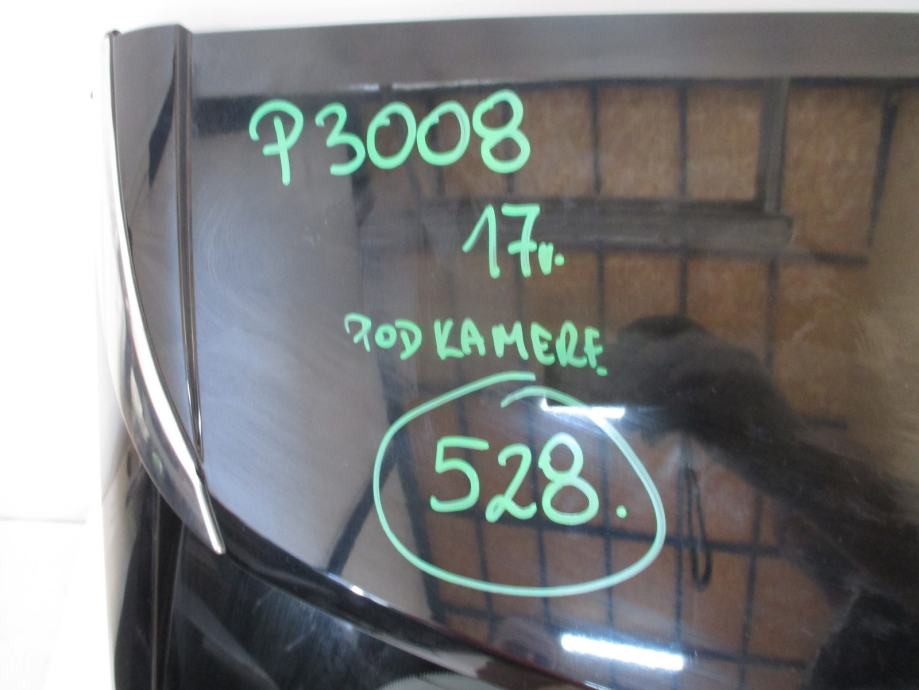 P3008
17r.
POD KAMERE.
528.